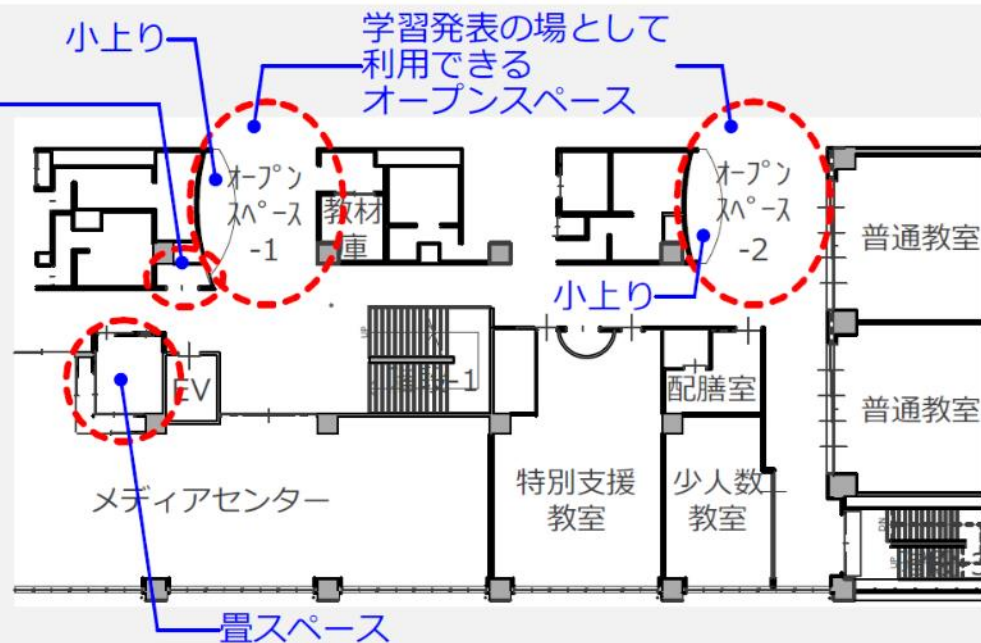 小上り
学習発表の場として
利用できる
オープンスペース
ｵｰﾌﾟﾝ
ｽﾍﾟｰｽ
-1
教材
庫
ｵｰﾌﾟﾝ
ｽﾍﾟｰｽ
-2
普通教室
小上り
UP
EV
-1
配膳室
普通教室
メディアセンター
特別支援
教室
少人数
教室
DN
UP
畳スペース